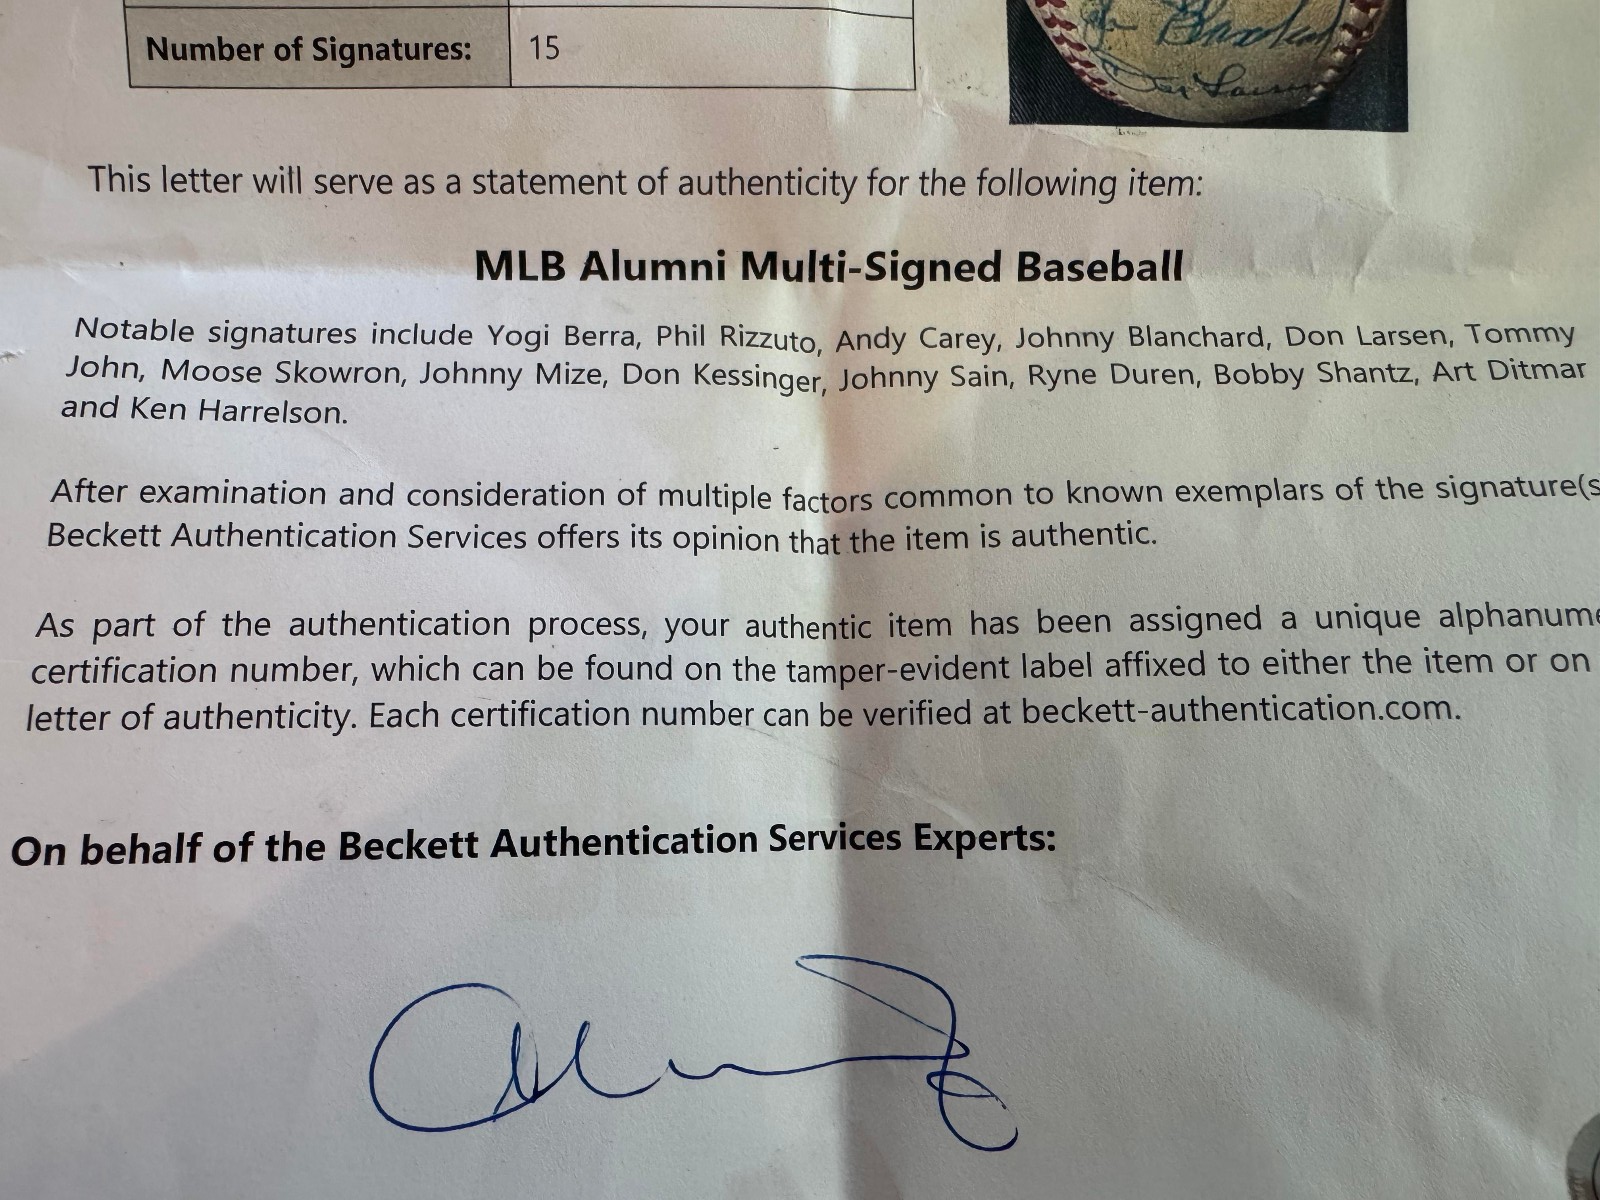 Number of Signatures: 15
Don Larsen
This letter will serve as a statement of authenticity for the following item:
MLB Alumni Multi-Signed Baseball
Notable signatures include Yogi Berra, Phil Rizzuto, Andy Carey, Johnny Blanchard, Don Larsen, Tommy
John, Moose Skowron, Johnny Mize, Don Kessinger, Johnny Sain, Ryne Duren, Bobby Shantz, Art Ditmar
and Ken Harrelson.
After examination and consideration of multiple factors common to known exemplars of the signature(s
Beckett Authentication Services offers its opinion that the item is authentic.
As part of the authentication process, your authentic item has been assigned a unique alphanume
certification number, which can be found on the tamper-evident label affixed to either the item or on
letter of authenticity. Each certification number can be verified at beckett-authentication.com.
On behalf of the Beckett Authentication Services Experts: